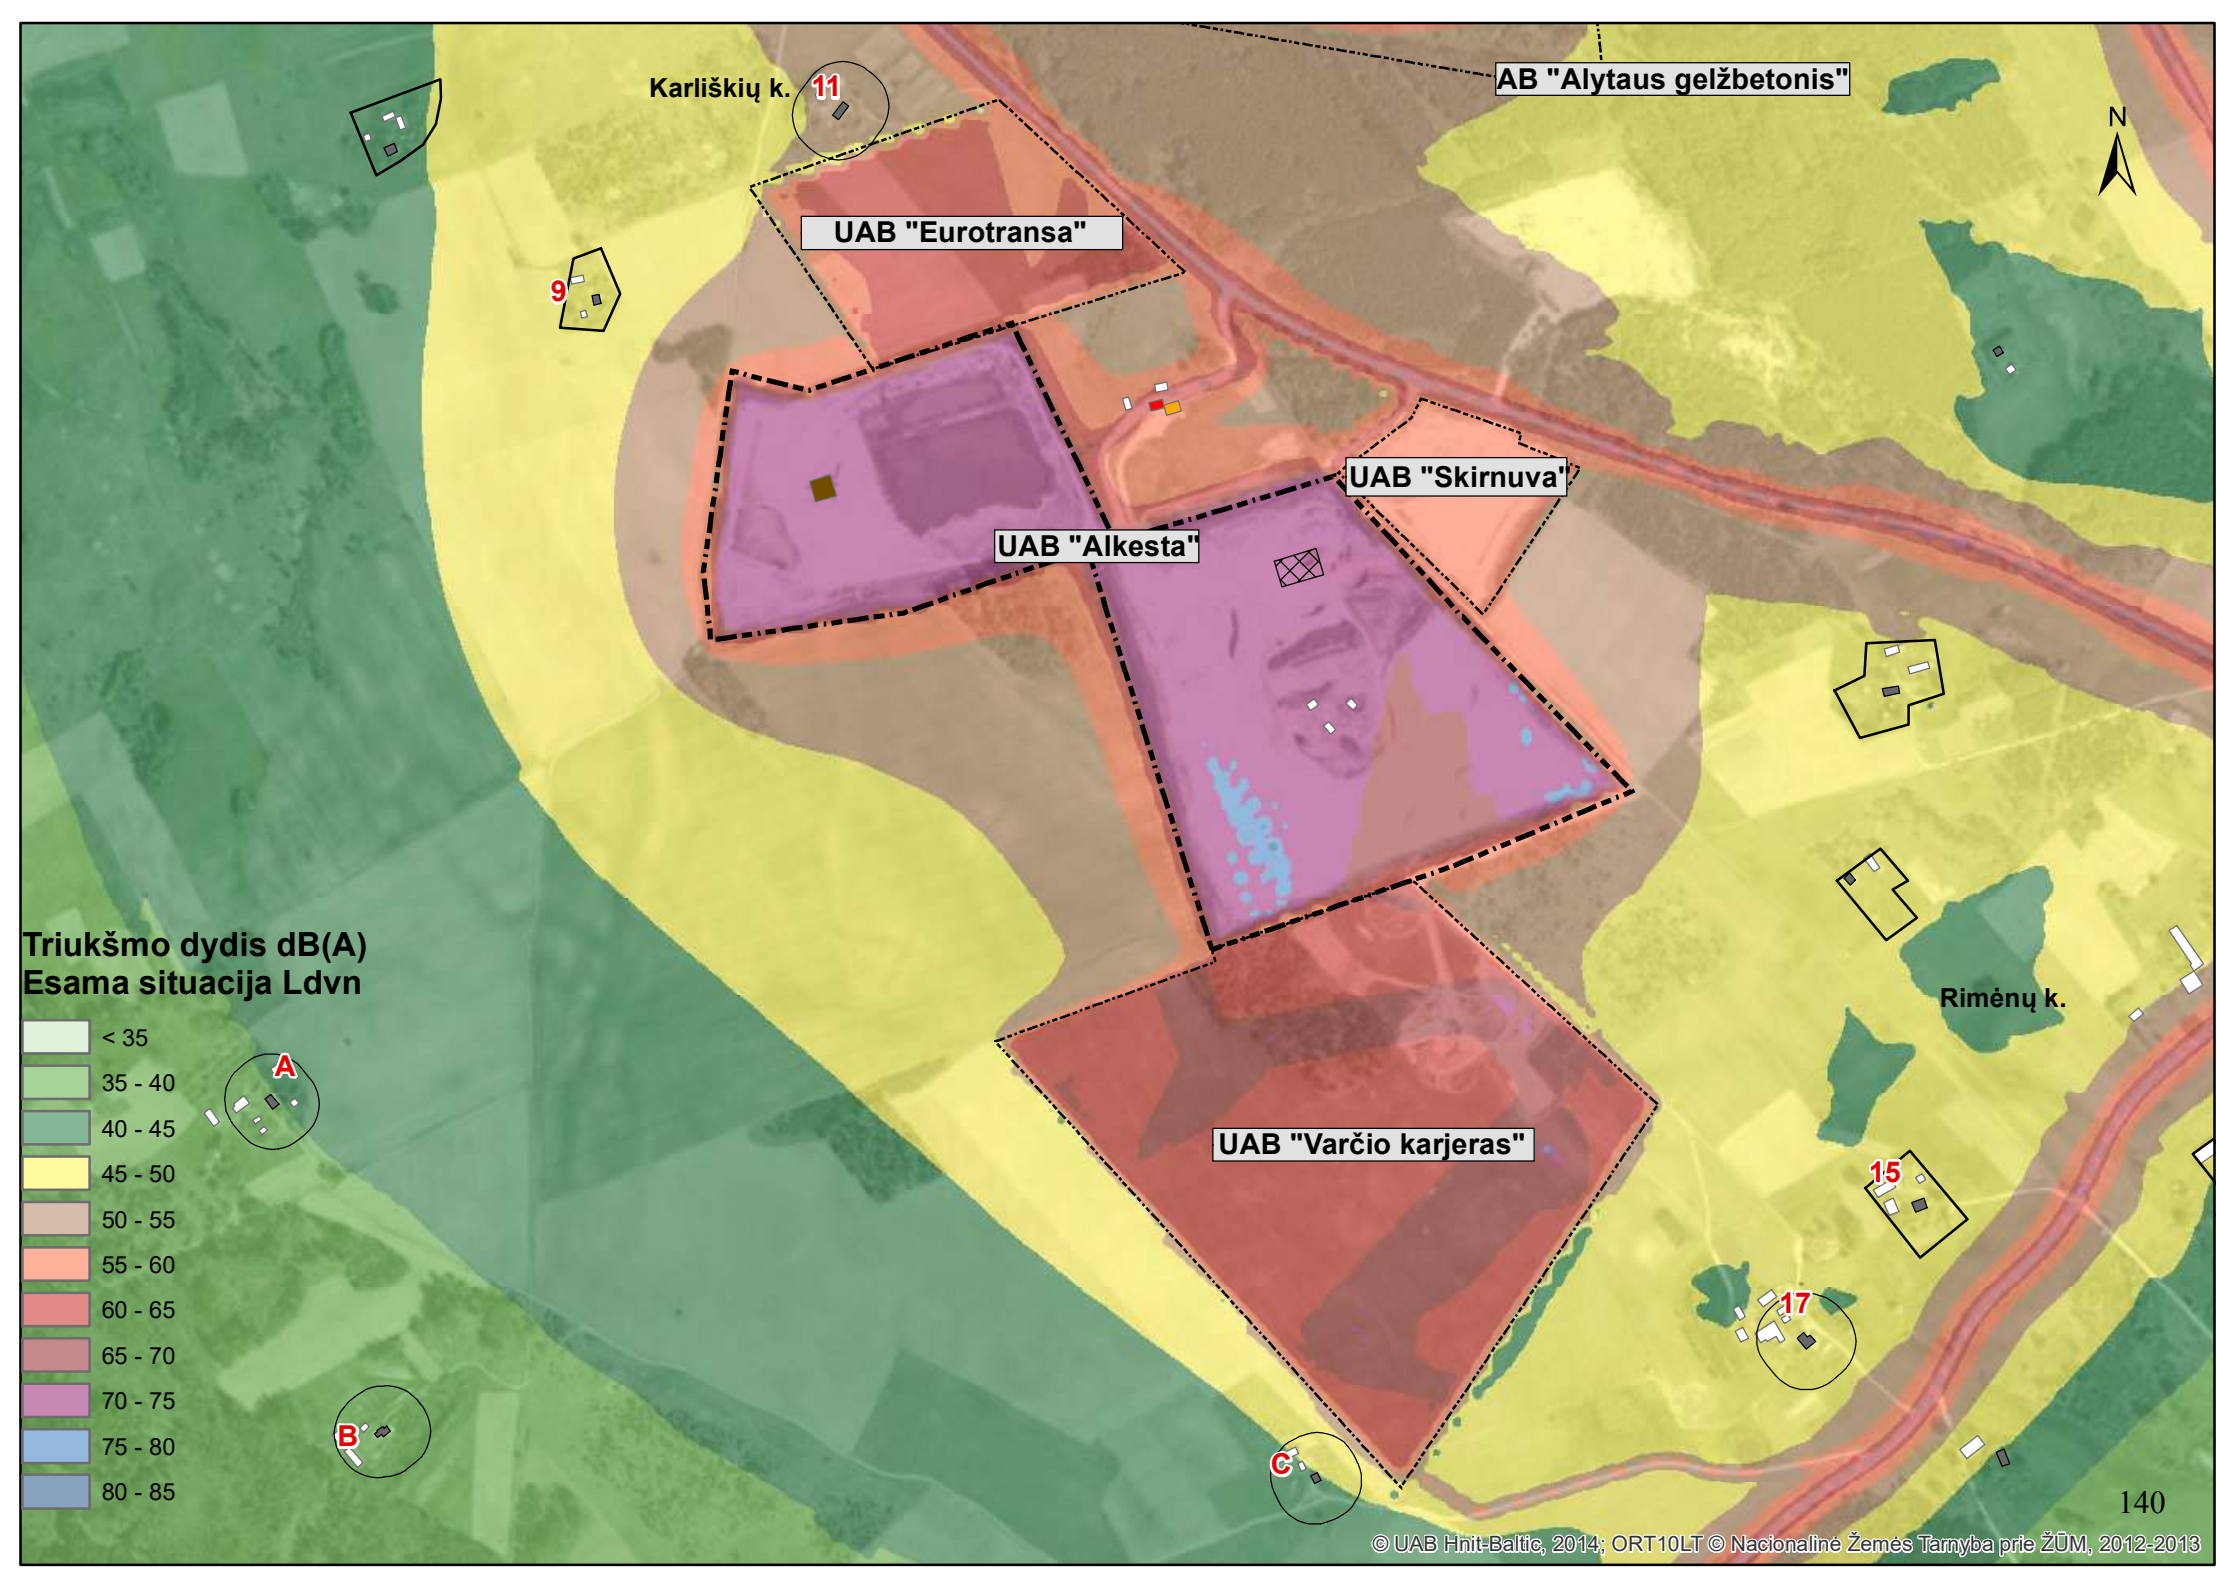 Karliškių k.
11
AB "Alytaus gelžbetonis"
N
UAB "Eurotransa"
9
UAB "Skirnuva"
UAB "Alkesta"
Triukšmo dydis dB(A)
Esama situacija Ldvn
< 35
35 - 40
40 - 45
45 - 50
50 - 55
55 - 60
60 - 65
65 - 70
70 - 75
75 - 80
80 - 85
Rimėnų k.
A
UAB "Varčio karjeras"
15
17
B
C
140
© UAB Hnit-Baltic, 2014; ORT10LT © Nacionalinė Žemės Tarnyba prie ŽŪM, 2012-2013